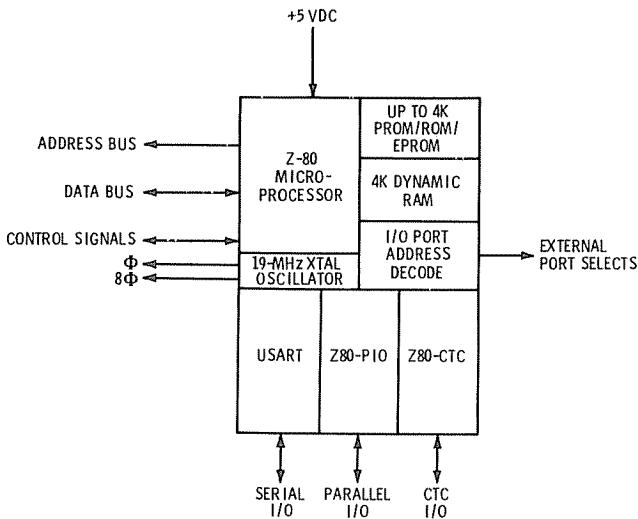 +5 VDC
UP TO 4K
PROM/ROM/
EPROM
ADDRESS BUS
Z-80
MICRO-
PROCESSOR
DATA BUS
4K DYNAMIC
RAM
CONTROL SIGNALS
I/O PORT
ADDRESS
DECODE
EXTERNAL
PORT SELECTS
Φ
8Φ
19-MHz XTAL
OSCILLATOR
USART
Z80-PIO
Z80-CTC
SERIAL
I/O
PARALLEL
I/O
CTC
I/O